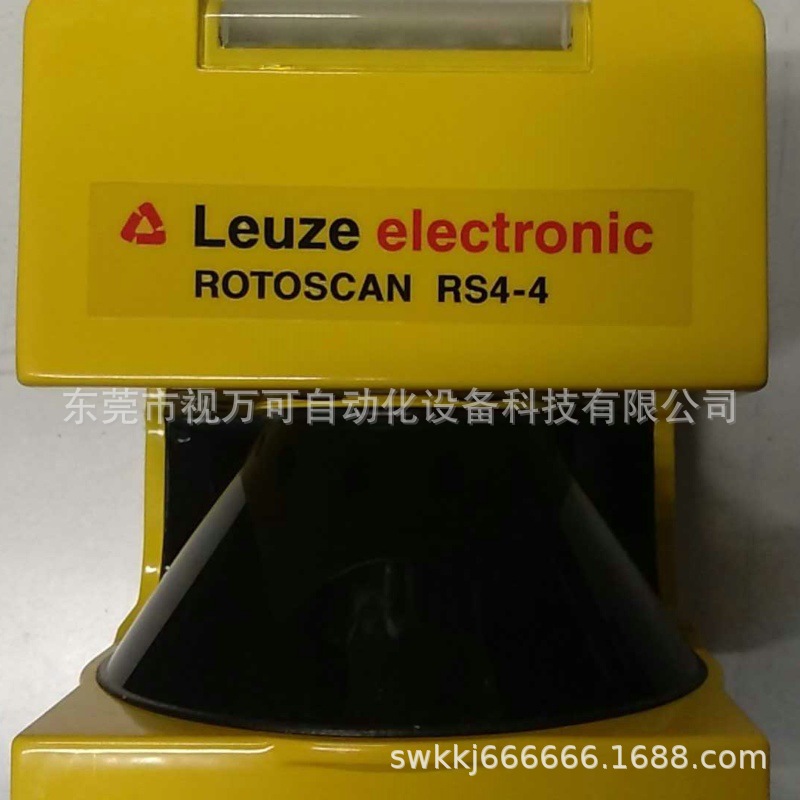 Leuze electronic
ROTOSCAN RS4-4
东莞市视万可自动化设备科技有限公司
swkkj666666.1688.com